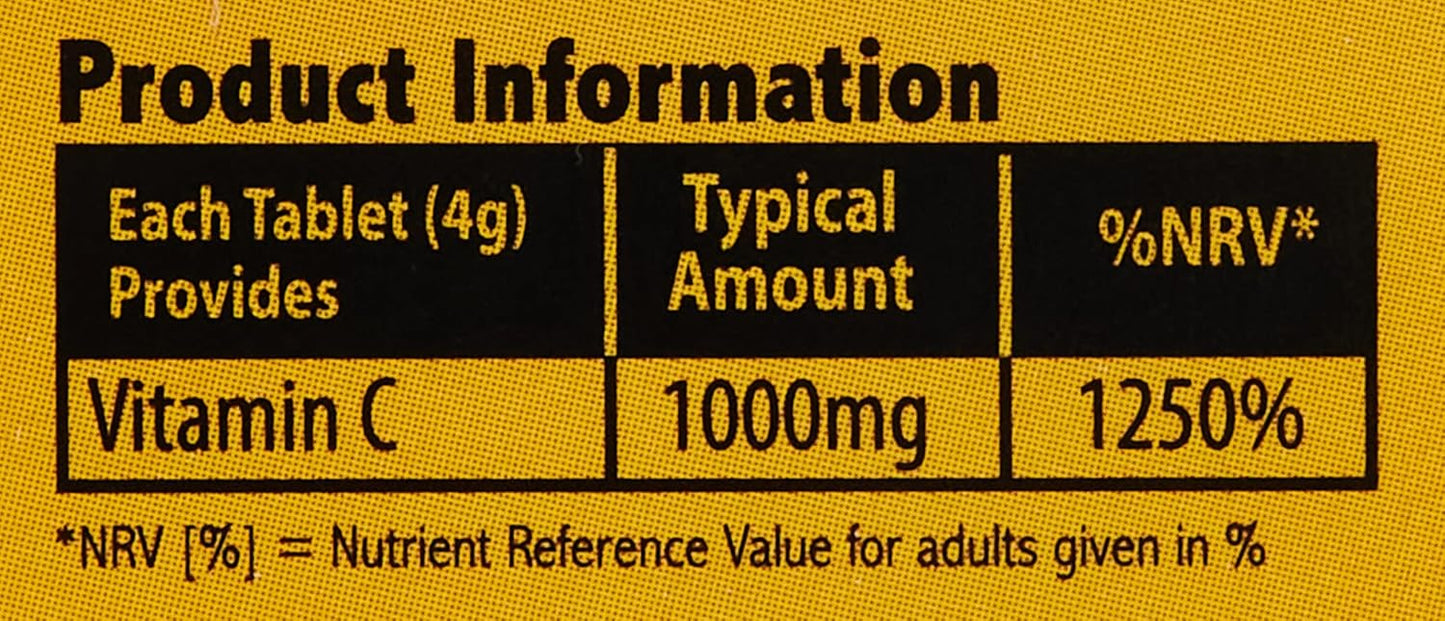 Product Information
Each Tablet (4g)
Provides
Typical
Amount
%NRV*
Vitamin C 1000mg 1250%
*NRV [%] = Nutrient Reference Value for adults given in %